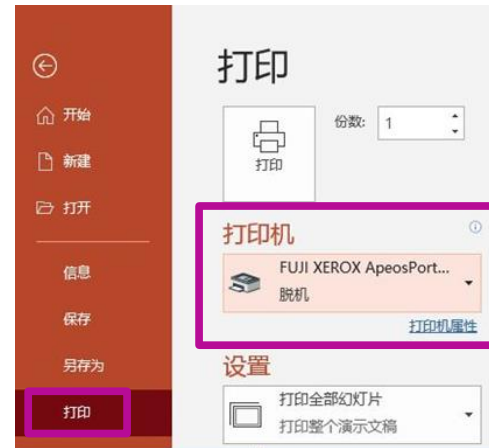 打印
开始
新建
打开
信息
保存
另存为
打印
份数: 1
打印
打印机
FUJI XEROX ApeosPort...
脱机
打印机属性
设置
打印全部幻灯片
打印整个演示文稿